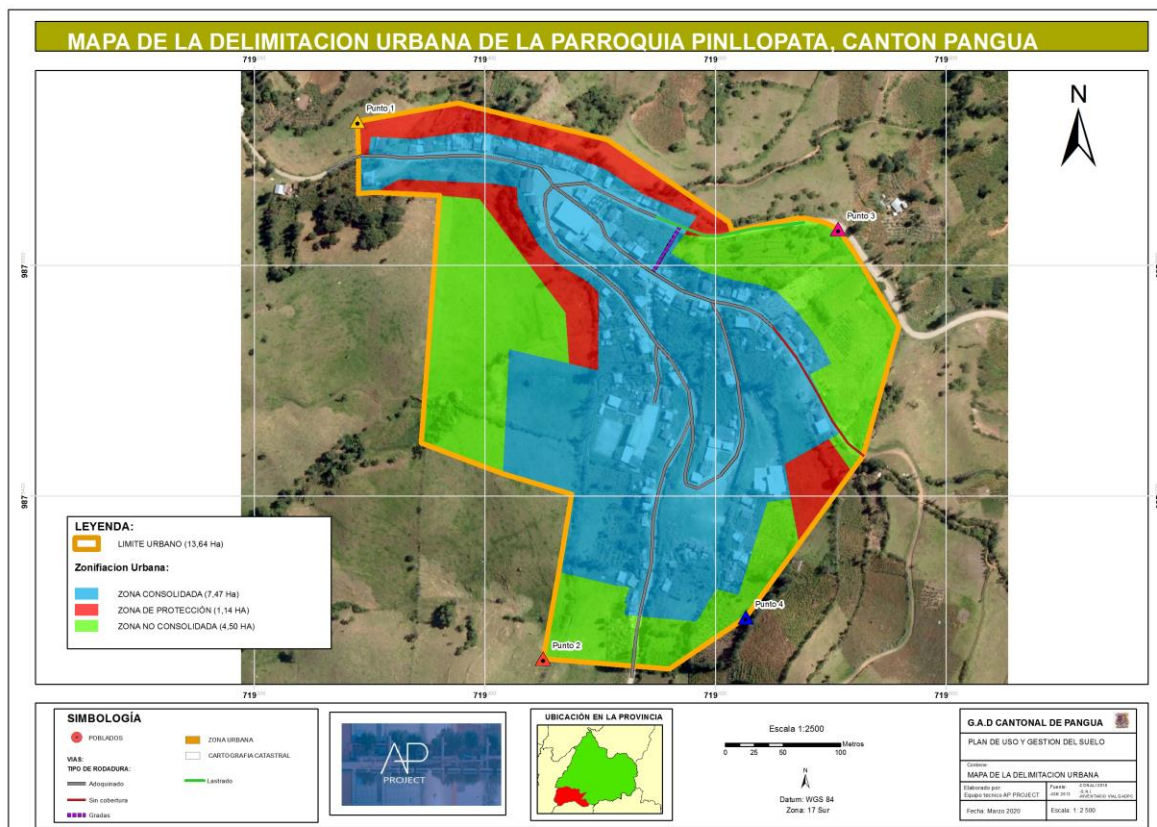 MAPA DE LA DELIMITACION URBANA DE LA PARROQUIA PINLLOPATA, CANTON PANGUA
719
719
719
719
N
Punto 1
Punto 3
987
987
Punto 4
Punto 2
LEYENDA:
LIMITE URBANO (13,64 Ha)
Zonifiacion Urbana:
ZONA CONSOLIDADA (7,47 Ha)
ZONA DE PROTECCIÓN (1,14 HA)
ZONA NO CONSOLIDADA (4,50 HA)
719
719
719
719
SIMBOLOGÍA
POBLADOS
ZONA URBANA
CARTOGRAFIA CATASTRAL
VIAS:
TIPO DE RODADURA:
Adoquinado
Lastrado
Sin cobertura
Gradas
AP
PROJECT
UBICACIÓN EN LA PROVINCIA
Escala 1:2500
Metros
0 25 50 100
N
Datum: WGS 84
Zona: 17 Sur
G.A.D CANTONAL DE PANGUA
PLAN DE USO Y GESTION DEL SUELO
Contiene:
MAPA DE LA DELIMITACION URBANA
Elaborado por:
Equipo tecnico AP PROJECT
Fuente:
Fecha: Marzo 2020
Escala 1: 2 500